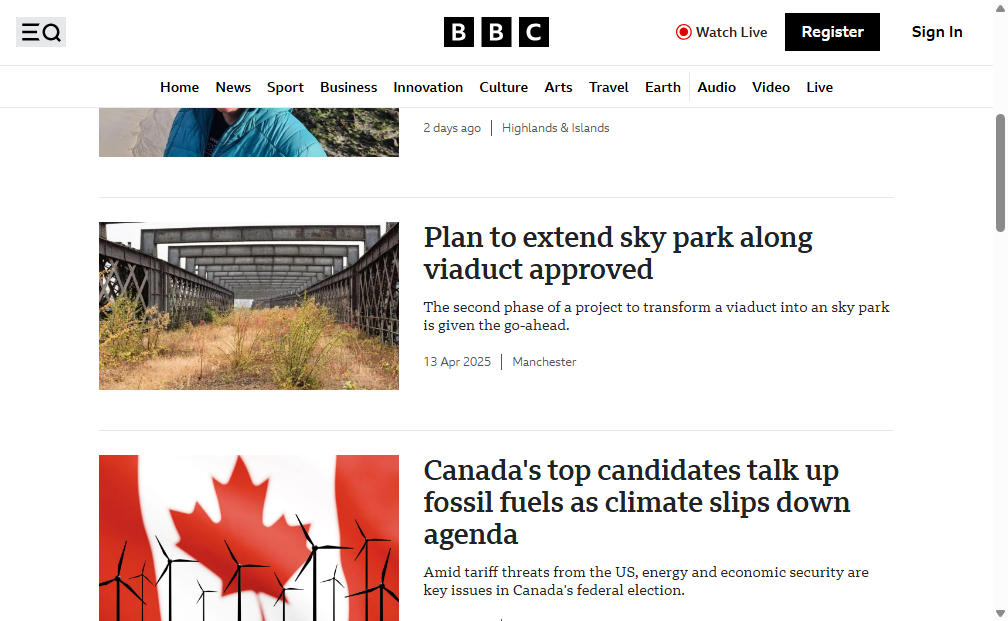 BBC
Watch Live
Register
Sign In
Home News Sport Business Innovation Culture Arts Travel Earth Audio Video Live
2 days ago | Highlands & Islands
Plan to extend sky park along
viaduct approved
The second phase of a project to transform a viaduct into an sky park
is given the go-ahead.
13 Apr 2025 | Manchester
Canada's top candidates talk up
fossil fuels as climate slips down
agenda
Amid tariff threats from the US, energy and economic security are
key issues in Canada's federal election.